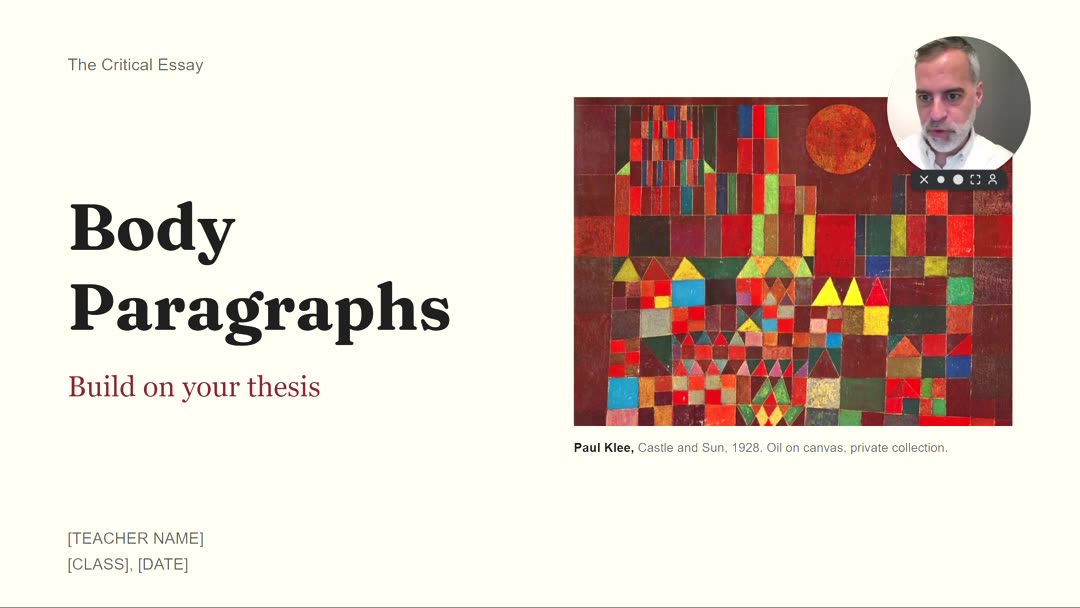 The Critical Essay
Body
Paragraphs
Build on your thesis
Paul Klee, Castle and Sun, 1928. Oil on canvas, private collection.
[TEACHER NAME]
[CLASS], [DATE]